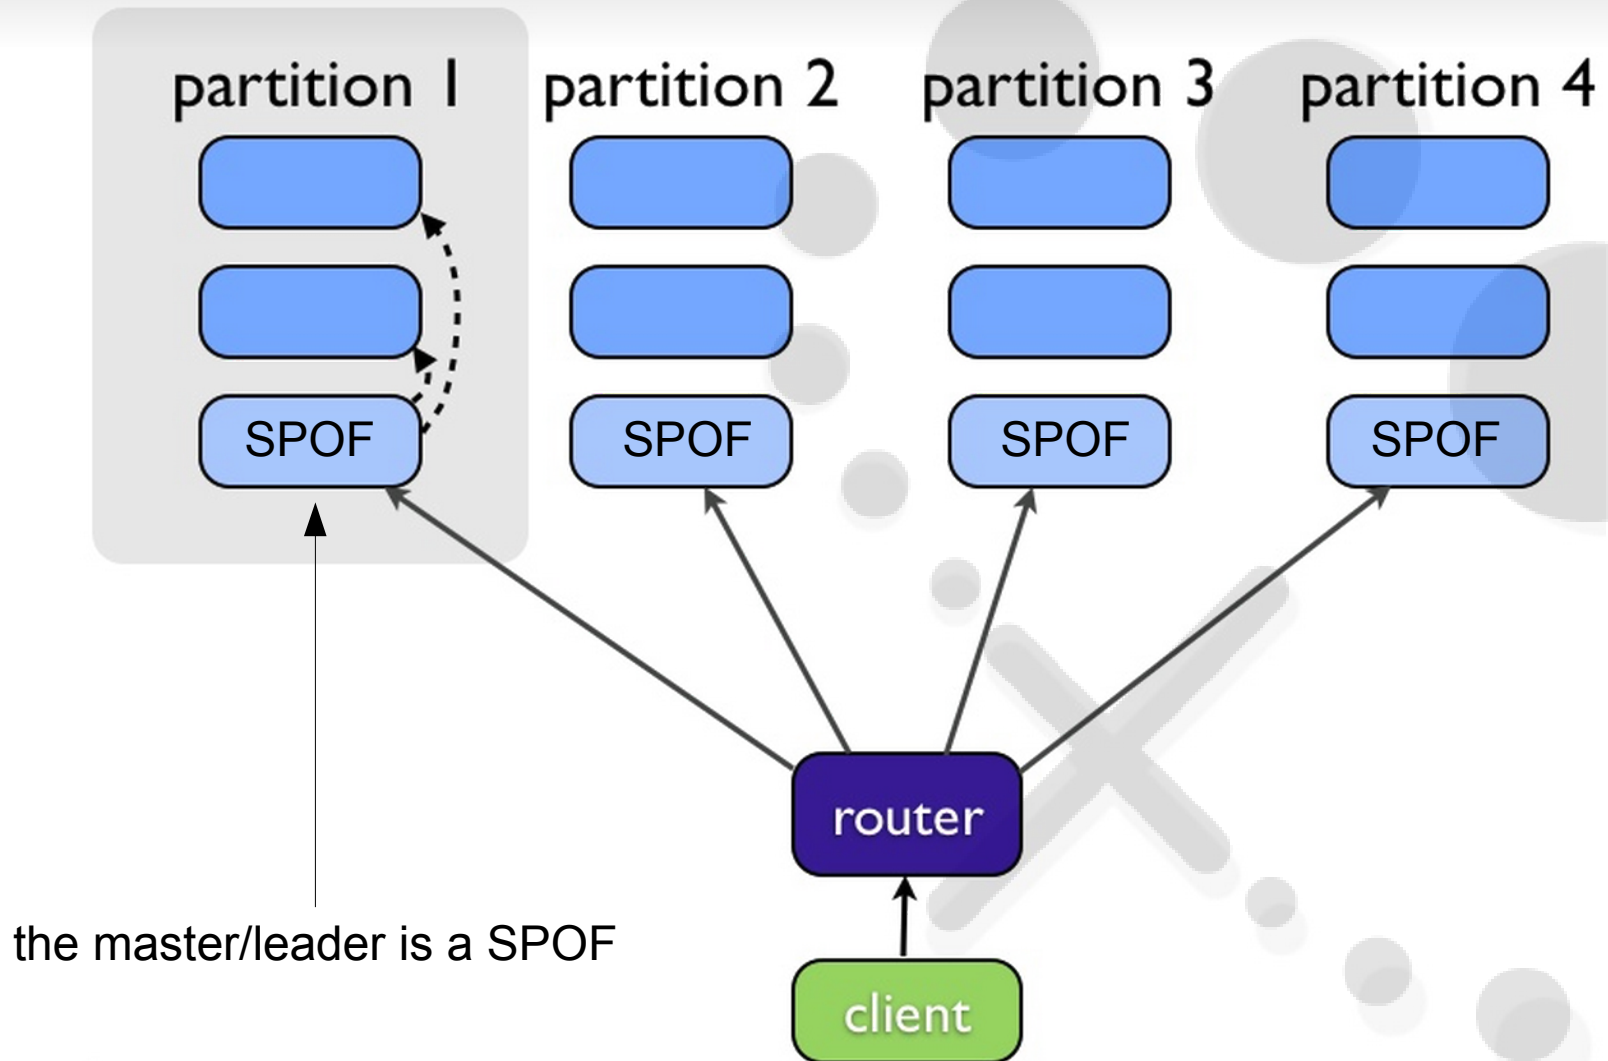 partition 1
partition 2
partition 3
partition 4
SPOF
SPOF
SPOF
SPOF
router
the master/leader is a SPOF
client